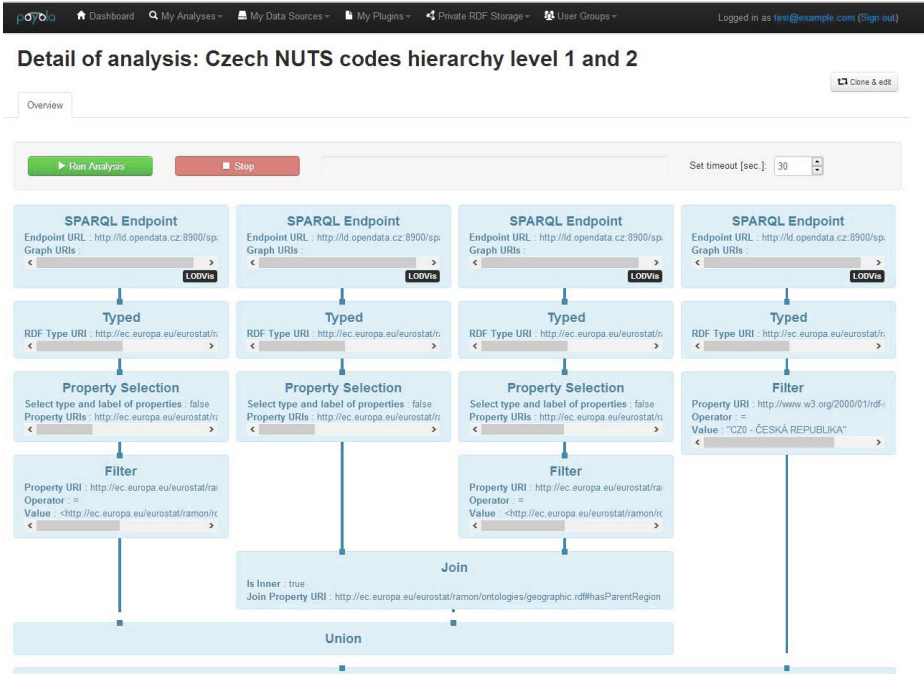 payola Dashboard My Analyses My Data Sources My Plugins Private RDF Storage User Groups Logged in as test@example.com (Sign out)
Detail of analysis: Czech NUTS codes hierarchy level 1 and 2
Clone & edit
Overview
Run Analysis Stop Set timeout [sec.]: 30
SPARQL Endpoint
Endpoint URL : http://ld.opendata.cz:8900/sp
Graph URIs :
LODVis
SPARQL Endpoint
Endpoint URL : http://ld.opendata.cz:8900/sp
Graph URIs :
LODVis
SPARQL Endpoint
Endpoint URL : http://ld.opendata.cz:8900/sp
Graph URIs :
LODVis
SPARQL Endpoint
Endpoint URL : http://ld.opendata.cz:8900/sp
Graph URIs :
LODVis
Typed
RDF Type URI : http://ec.europa.eu/eurostat/r
Typed
RDF Type URI : http://ec.europa.eu/eurostat/r
Typed
RDF Type URI : http://ec.europa.eu/eurostat/r
Typed
RDF Type URI : http://ec.europa.eu/eurostat/r
Property Selection
Select type and label of properties : false
Property URIs : http://ec.europa.eu/eurostat/ra
Property Selection
Select type and label of properties : false
Property URIs : http://ec.europa.eu/eurostat/ra
Property Selection
Select type and label of properties : false
Property URIs : http://ec.europa.eu/eurostat/ra
Filter
Property URI : http://www.w3.org/2000/01/rdf-
Operator : =
Value : "CZ0 - ČESKÁ REPUBLIKA"
Filter
Property URI : http://ec.europa.eu/eurostat/ra
Operator : =
Value : <http://ec.europa.eu/eurostat/ramon/r
Filter
Property URI : http://ec.europa.eu/eurostat/ra
Operator : =
Value : <http://ec.europa.eu/eurostat/ramon/r
Join
Is Inner : true
Join Property URI : http://ec.europa.eu/eurostat/ramon/ontologies/geographic.rdf#hasParentRegion
Union